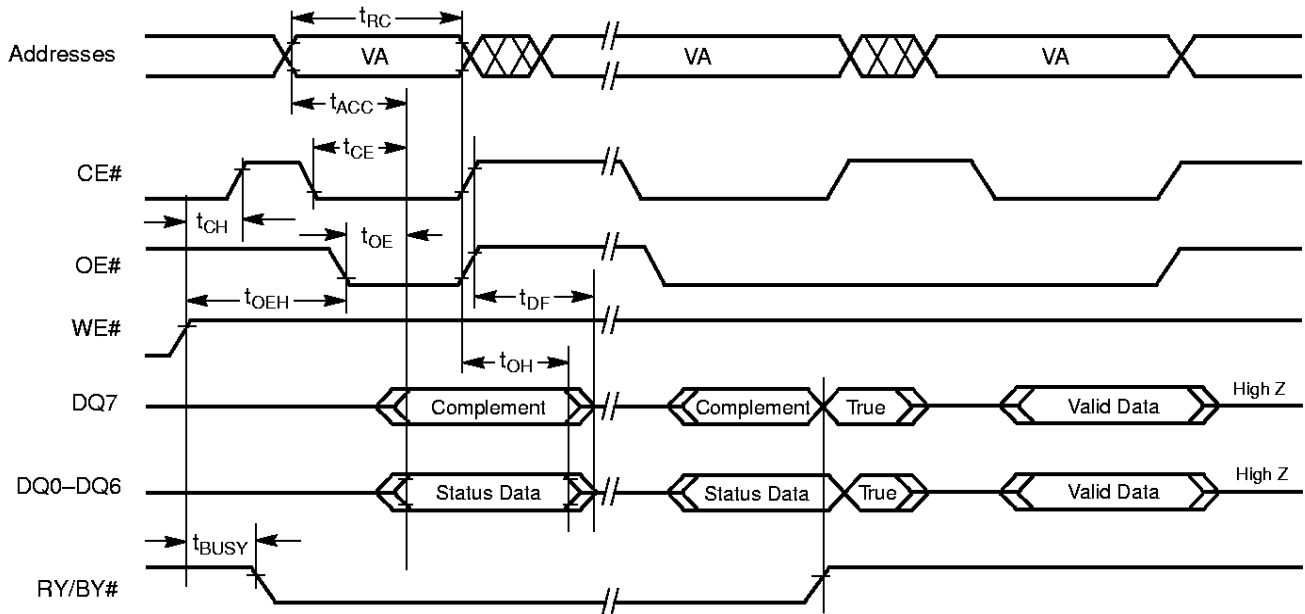 tRC
Addresses VA VA VA
tACC
tCE
CE#
tCH tOE
OE#
tOEH tDF
WE#
tOH
DQ7 Complement Complement True Valid Data High Z
DQ0–DQ6 Status Data Status Data True Valid Data High Z
tBUSY
RY/BY#